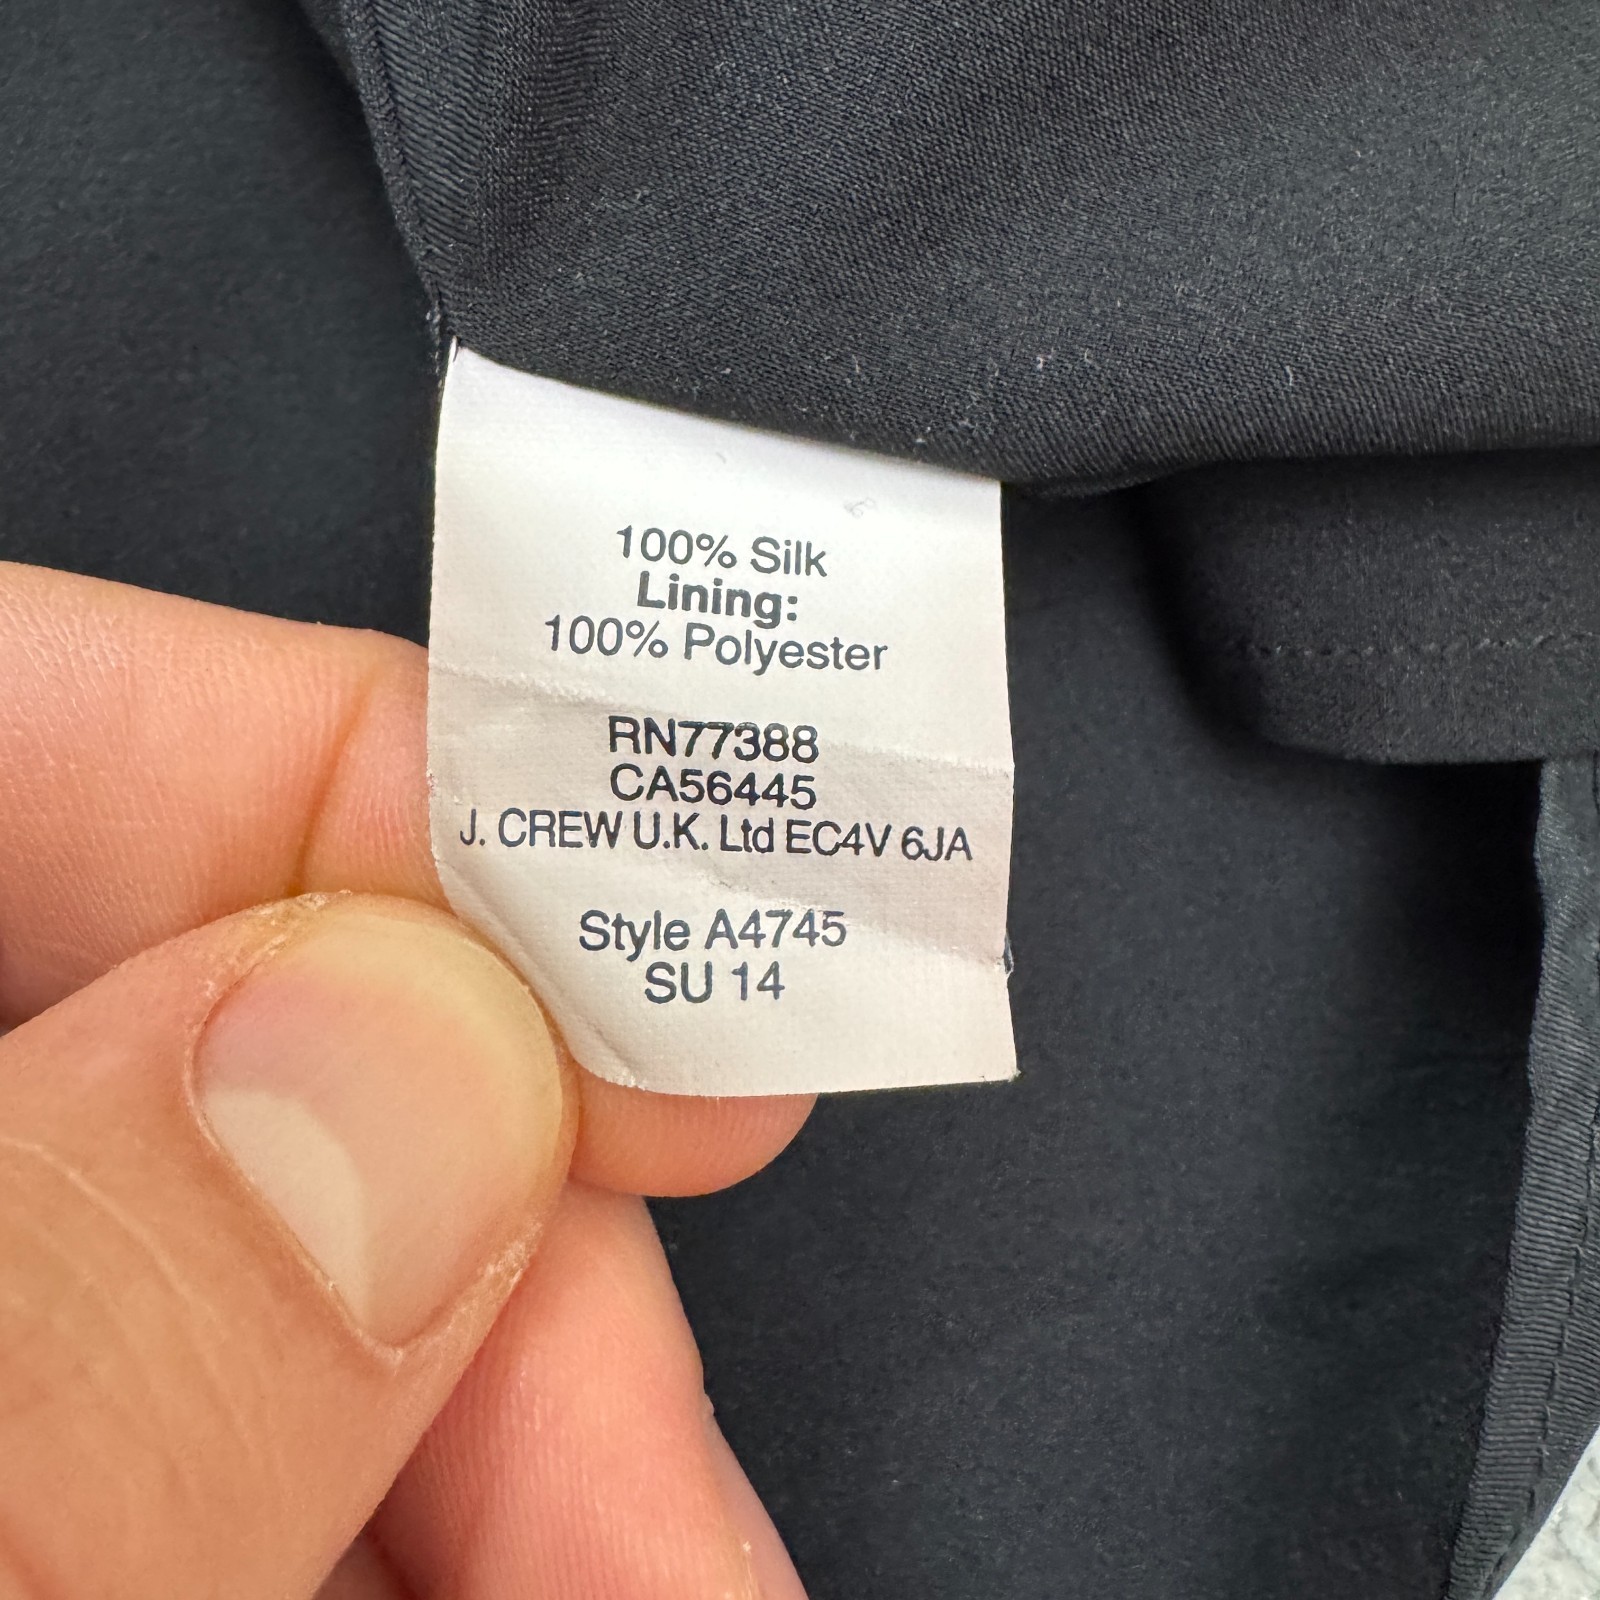 100% Silk
Lining:
100% Polyester
RN77388
CA56445
J. CREW U.K. Ltd EC4V 6JA
Style A4745
SU 14